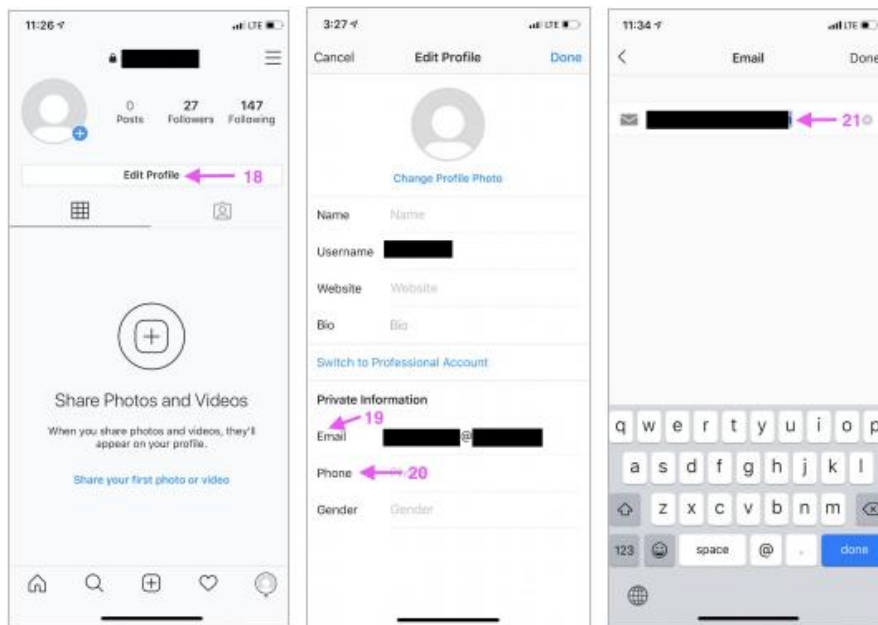 11:26
LTE
0
27
147
Posts
Followers
Following
Edit Profile
18
Share Photos and Videos
When you share photos and videos, they'll
appear on your profile.
Share your first photo or video
3:27
LTE
Cancel
Edit Profile
Done
Change Profile Photo
Name
Name
Username
Website
Website
Bio
Bio
Switch to Professional Account
Private Information
19
Email
@
Phone
20
Gender
Gender
11:34
LTE
Email
Done
21
q w e r t y u i o p
a s d f g h j k l
z x c v b n m
123 space @ . done